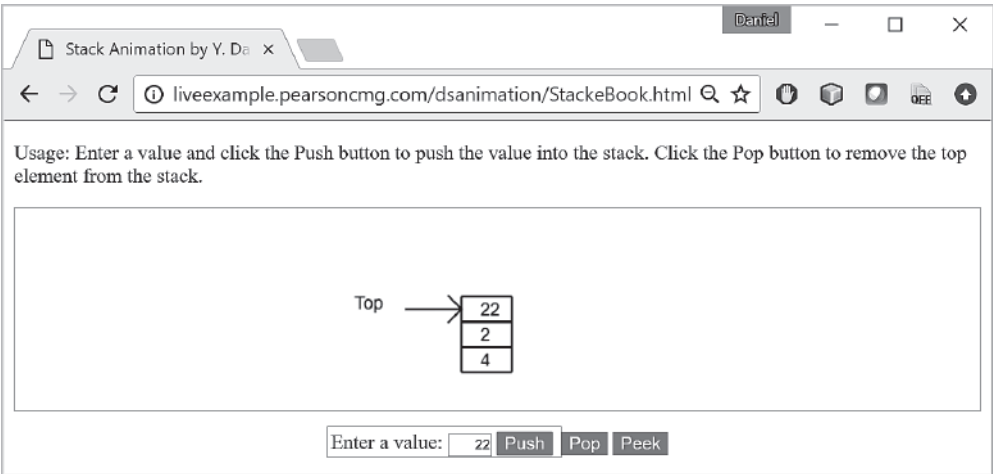 Daniel
Stack Animation by Y. Da
liveexample.pearsoncmg.com/dsanimation/StackeBook.html
OFF
Usage: Enter a value and click the Push button to push the value into the stack. Click the Pop button to remove the top
element from the stack.
Top
22
2
4
Enter a value: 22 Push Pop Peek